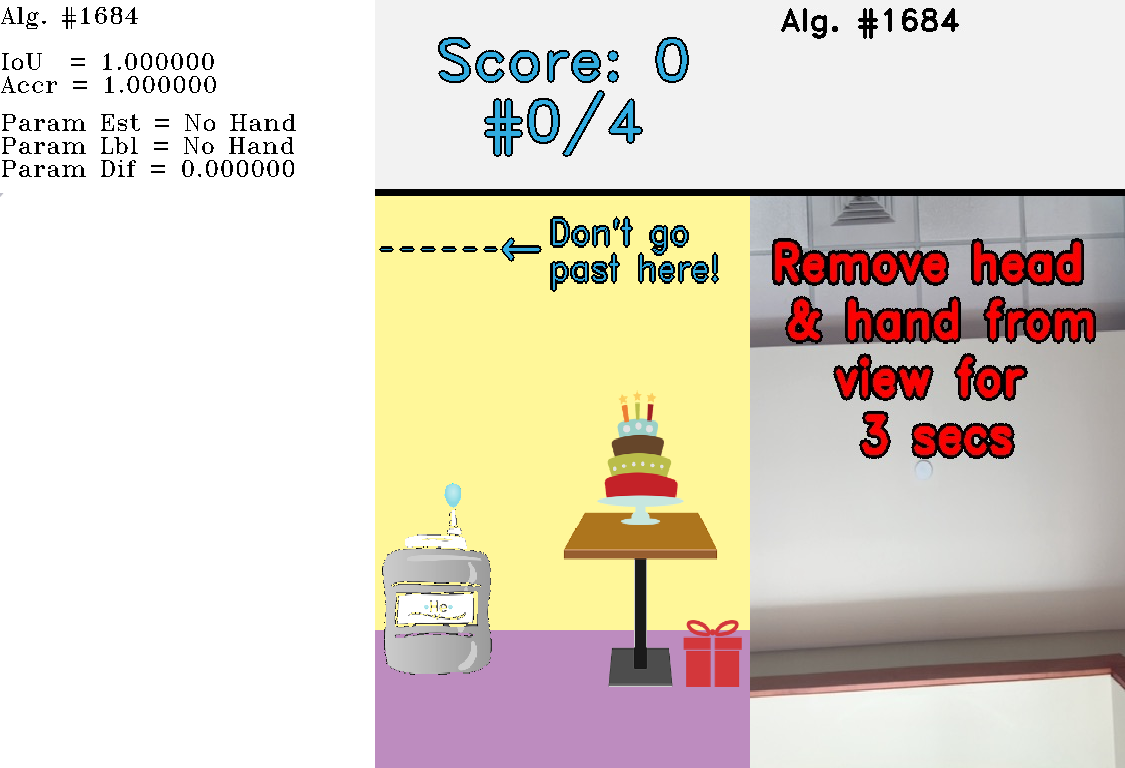 Alg. #1684
IoU = 1.000000
Accr = 1.000000
Param Est = No Hand
Param Lbl = No Hand
Param Dif = 0.000000
Score: 0
#0/4
Don't go
past here!
Alg. #1684
Remove head
& hand from
view for
3 secs